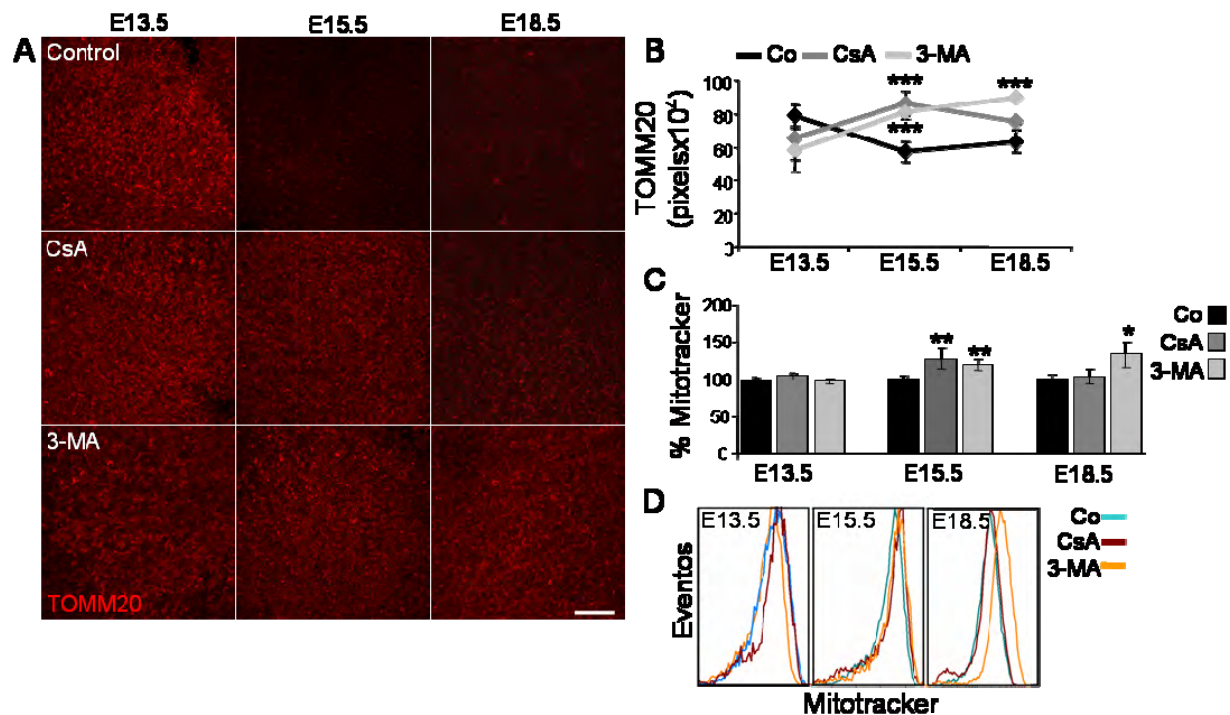 E13.5 E15.5 E18.5
A
Control
CsA
3-MA
TOMM20
B
Co CsA 3-MA
TOMM20
(pixelsx10⁴)
100
80
60
40
20
0
***
***
***
E13.5 E15.5 E18.5
C
% Mitotracker
200
150
100
50
0
**
**
*
E13.5 E15.5 E18.5
Co
CsA
3-MA
D
Eventos
E13.5 E15.5 E18.5
Co
CsA
3-MA
Mitotracker